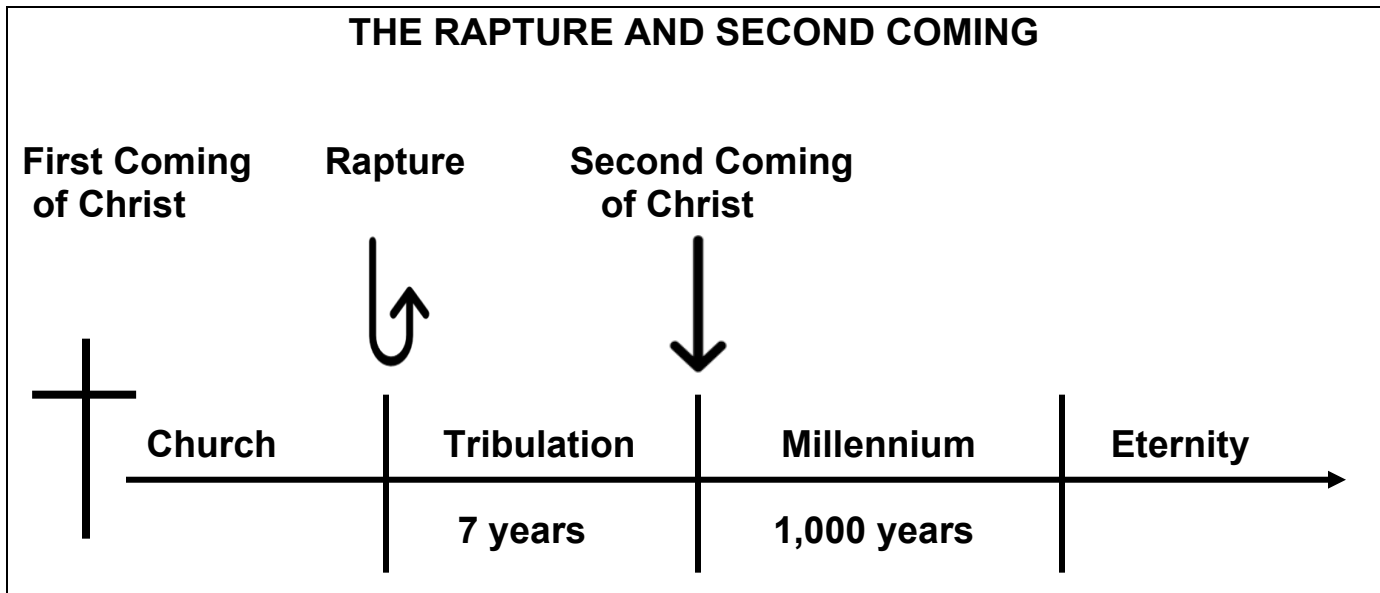 THE RAPTURE AND SECOND COMING
First Coming
of Christ
Rapture
Second Coming
of Christ
Church
Tribulation
Millennium
Eternity
7 years
1,000 years